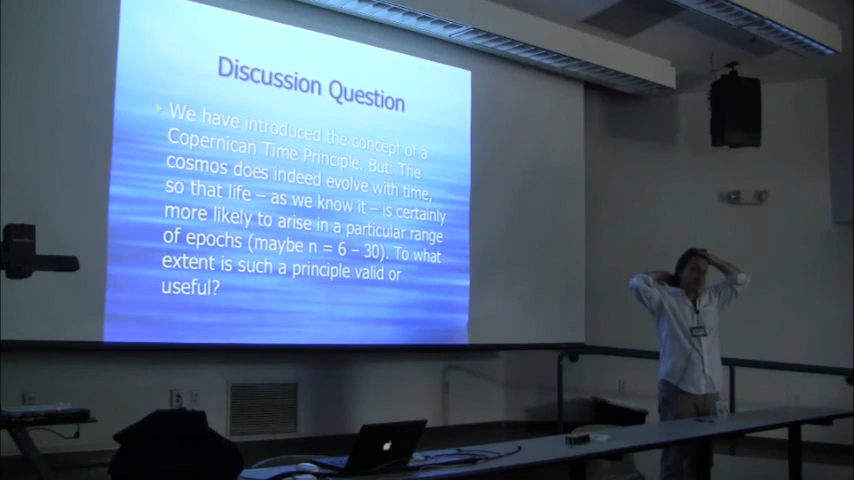 Discussion Question
We have introduced the concept of a
Copernican Time Principle. But: The
cosmos does indeed evolve with time,
so that life – as we know it – is certainly
more likely to arise in a particular range
of epochs (maybe n = 6 – 30). To what
extent is such a principle valid or
useful?